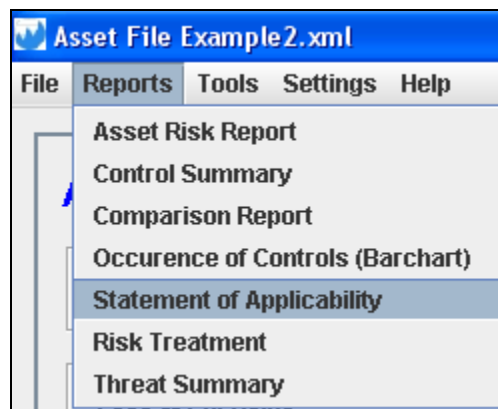 Asset File Example2.xml
File Reports Tools Settings Help
Asset Risk Report
Control Summary
Comparison Report
Occurence of Controls (Barchart)
Statement of Applicability
Risk Treatment
Threat Summary